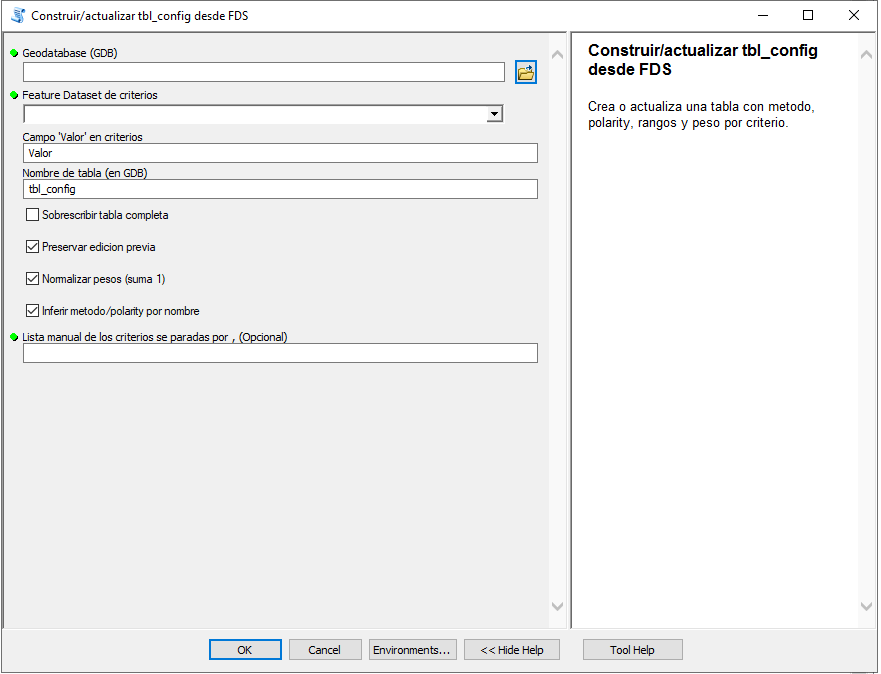 Construir/actualizar tbl_config desde FDS
Geodatabase (GDB)
Feature Dataset de criterios
Campo 'Valor' en criterios
Valor
Nombre de tabla (en GDB)
tbl_config
Sobrescribir tabla completa
Preservar edicion previa
Normalizar pesos (suma 1)
Inferir metodo/polarity por nombre
Lista manual de los criterios se paradas por , (Opcional)
Construir/actualizar tbl_config
desde FDS
Crea o actualiza una tabla con metodo,
polarity, rangos y peso por criterio.
OK
Cancel
Environments...
<< Hide Help
Tool Help